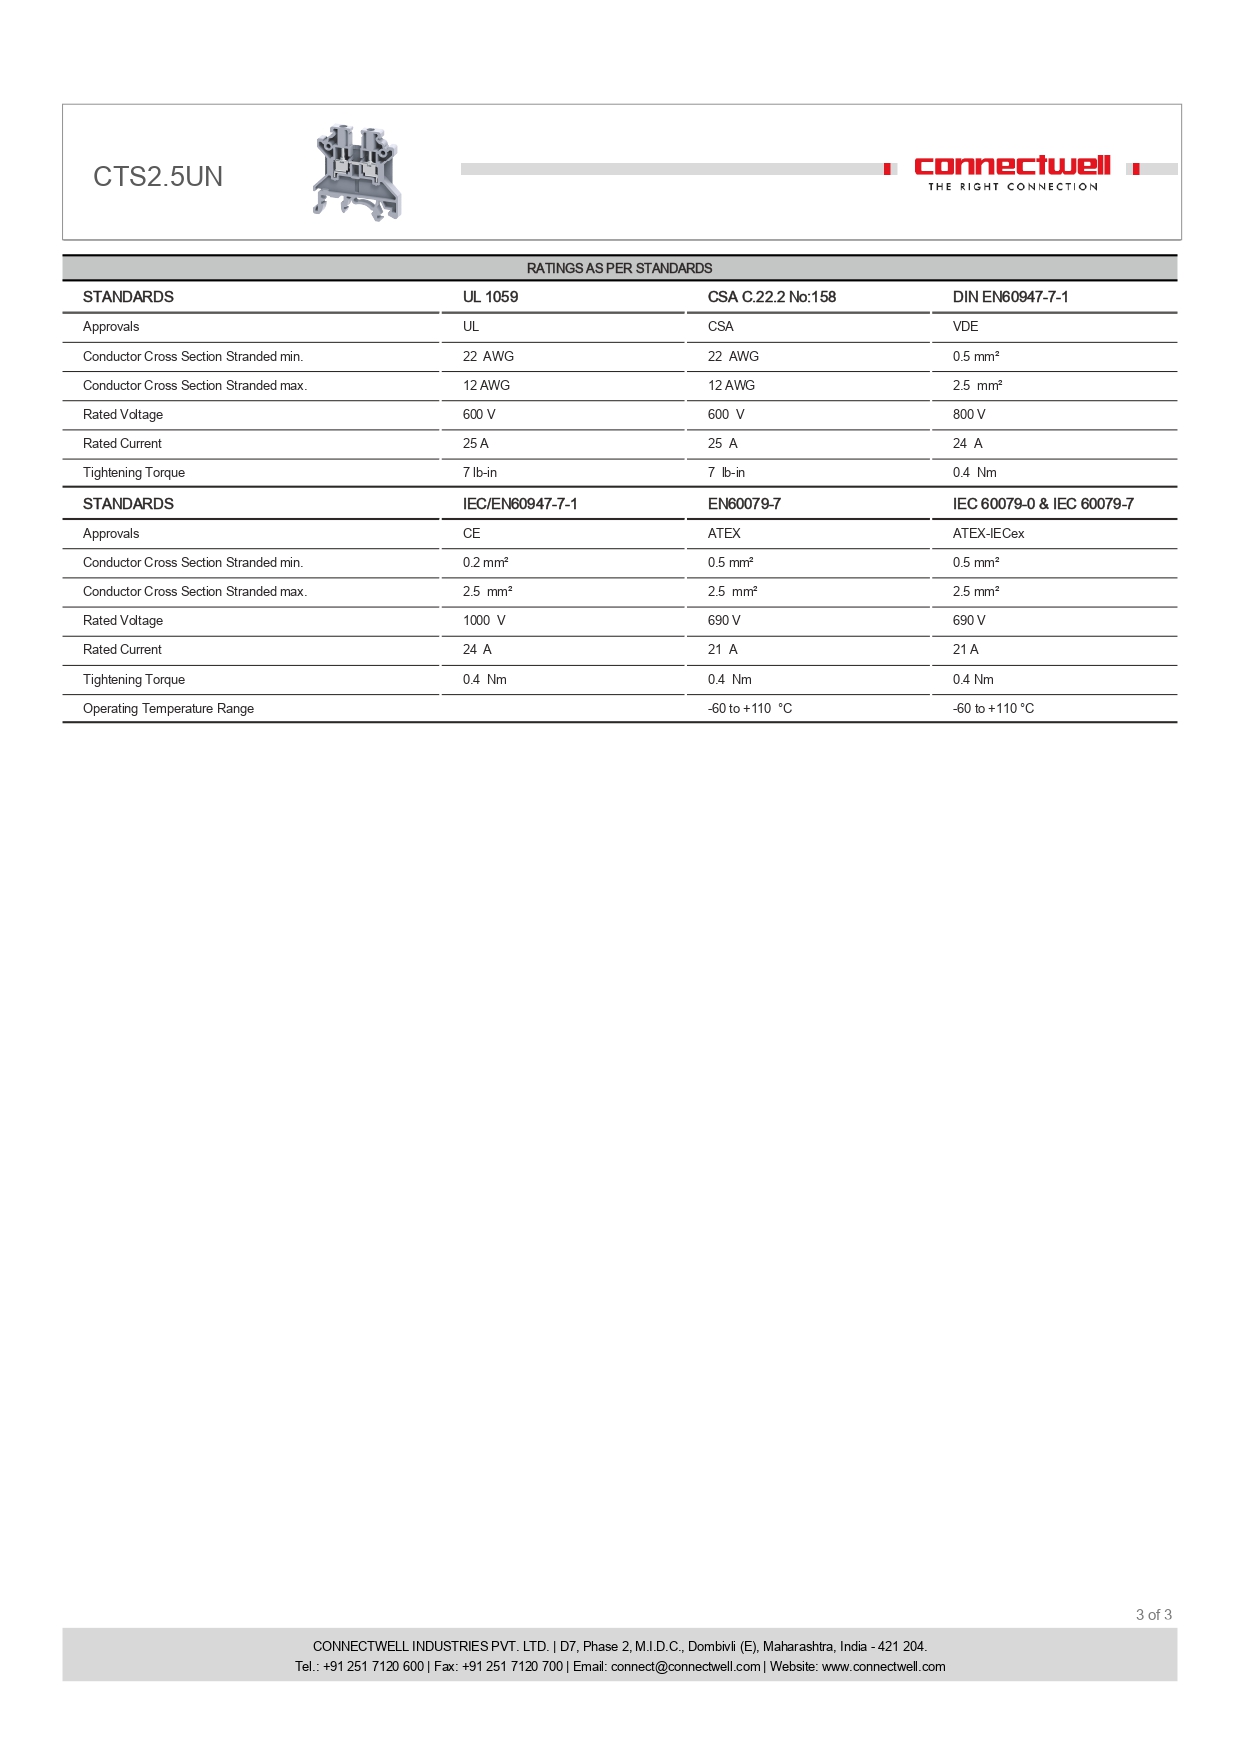 CTS2.5UN
connectwell
THE RIGHT CONNECTION
RATINGS AS PER STANDARDS
STANDARDS UL 1059 CSA C.22.2 No:158 DIN EN60947-7-1
Approvals UL CSA VDE
Conductor Cross Section Stranded min. 22 AWG 22 AWG 0.5 mm²
Conductor Cross Section Stranded max. 12 AWG 12 AWG 2.5 mm²
Rated Voltage 600 V 600 V 800 V
Rated Current 25 A 25 A 24 A
Tightening Torque 7 lb-in 7 lb-in 0.4 Nm
STANDARDS IEC/EN60947-7-1 EN60079-7 IEC 60079-0 & IEC 60079-7
Approvals CE ATEX ATEX-IECex
Conductor Cross Section Stranded min. 0.2 mm² 0.5 mm² 0.5 mm²
Conductor Cross Section Stranded max. 2.5 mm² 2.5 mm² 2.5 mm²
Rated Voltage 1000 V 690 V 690 V
Rated Current 24 A 21 A 21 A
Tightening Torque 0.4 Nm 0.4 Nm 0.4 Nm
Operating Temperature Range -60 to +110 °C -60 to +110 °C
3 of 3
CONNECTWELL INDUSTRIES PVT. LTD. | D7, Phase 2, M.I.D.C., Dombivli (E), Maharashtra, India - 421 204.
Tel.: +91 251 7120 600 | Fax: +91 251 7120 700 | Email: connect@connectwell.com | Website: www.connectwell.com